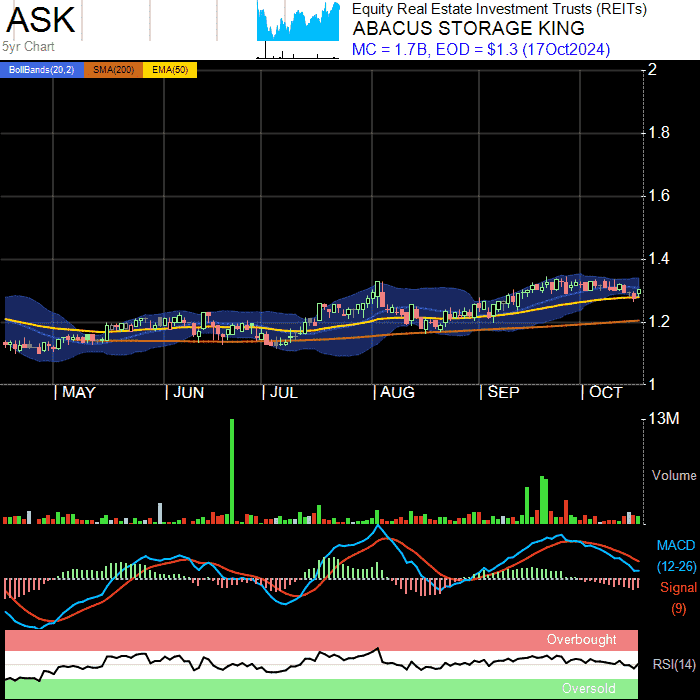 ASK
5yr Chart
Equity Real Estate Investment Trusts (REITs)
ABACUS STORAGE KING
MC = 1.7B, EOD = $1.3 (17Oct2024)
BollBands(20,2) SMA(200) EMA(50)
2
1.8
1.6
1.4
1.2
1
MAY JUN JUL AUG SEP OCT
13M
Volume
MACD
(12-26)
Signal
(9)
Overbought
RSI(14)
Oversold